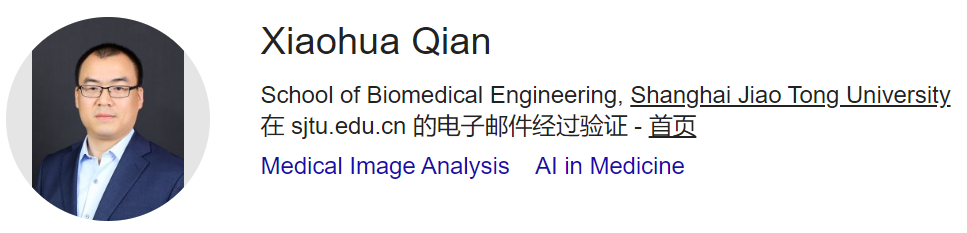 Xiaohua Qian
School of Biomedical Engineering, Shanghai Jiao Tong University
在 sjtu.edu.cn 的电子邮件经过验证 - 首页
Medical Image Analysis AI in Medicine